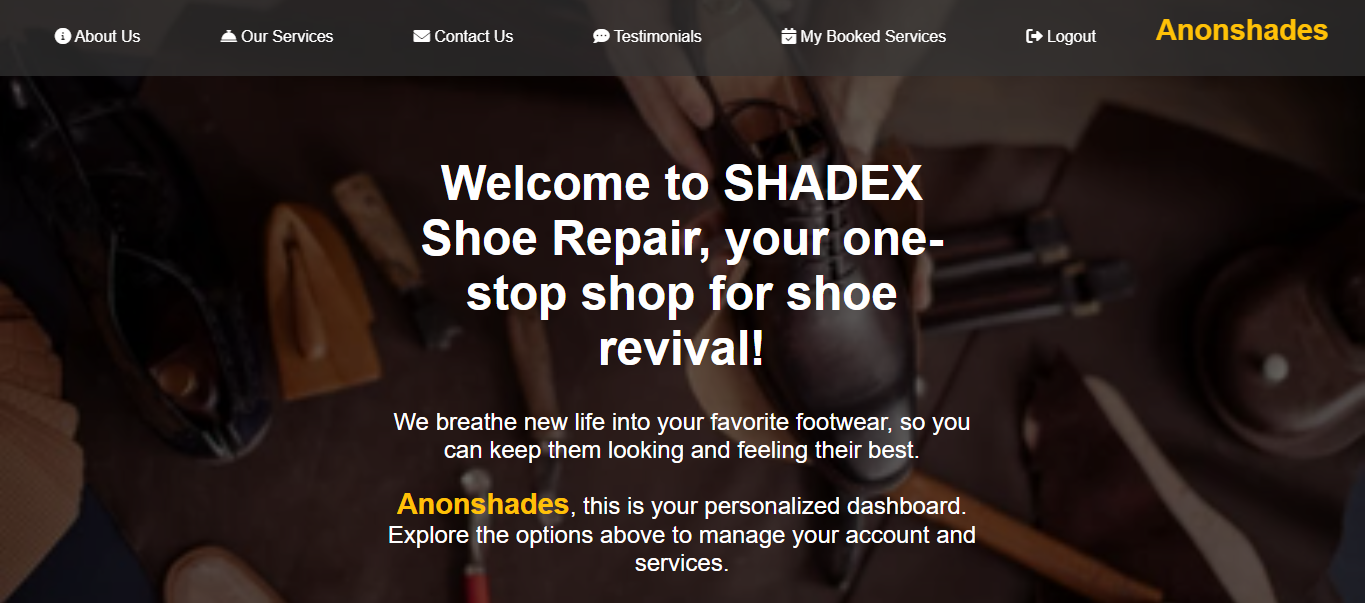 About Us
Our Services
Contact Us
Testimonials
My Booked Services
Logout
Anonshades
Welcome to SHADEX
Shoe Repair, your one-
stop shop for shoe
revival!
We breathe new life into your favorite footwear, so you
can keep them looking and feeling their best.
Anonshades, this is your personalized dashboard.
Explore the options above to manage your account and
services.